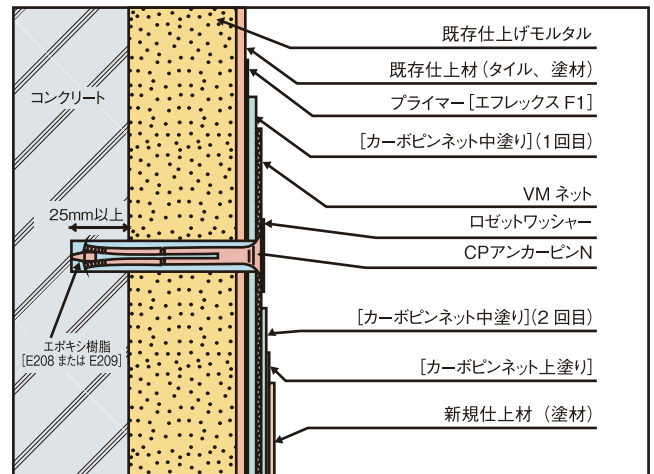 既存仕上げモルタル
既存仕上材(タイル、塗材)
コンクリート
プライマー[エフレックスF1]
[カーボピンネット中塗り](1回目)
VMネット
25mm以上
ロゼットワッシャー
CPアンカーピンN
[カーボピンネット中塗り](2回目)
エポキシ樹脂
[E208またはE209]
[カーボピンネット上塗り]
新規仕上材(塗材)